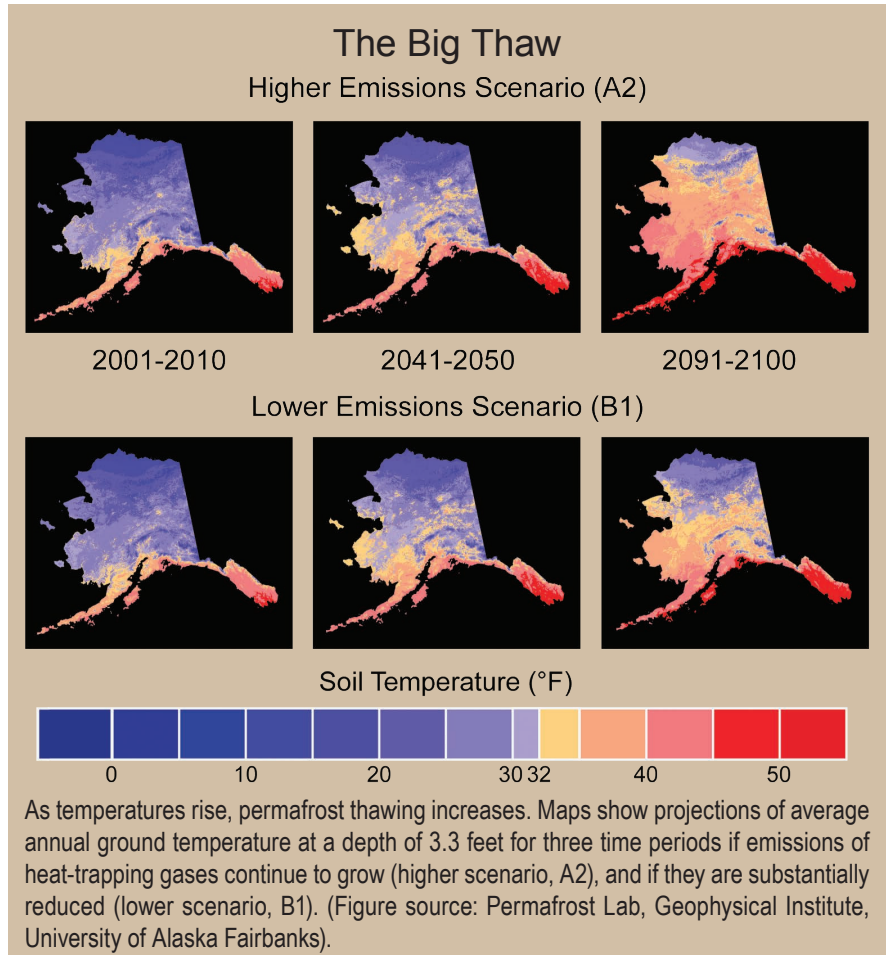 The Big Thaw
Higher Emissions Scenario (A2)
2001-2010 2041-2050 2091-2100
Lower Emissions Scenario (B1)
Soil Temperature (°F)
0 10 20 30 32 40 50
As temperatures rise, permafrost thawing increases. Maps show projections of average
annual ground temperature at a depth of 3.3 feet for three time periods if emissions of
heat-trapping gases continue to grow (higher scenario, A2), and if they are substantially
reduced (lower scenario, B1). (Figure source: Permafrost Lab, Geophysical Institute,
University of Alaska Fairbanks).